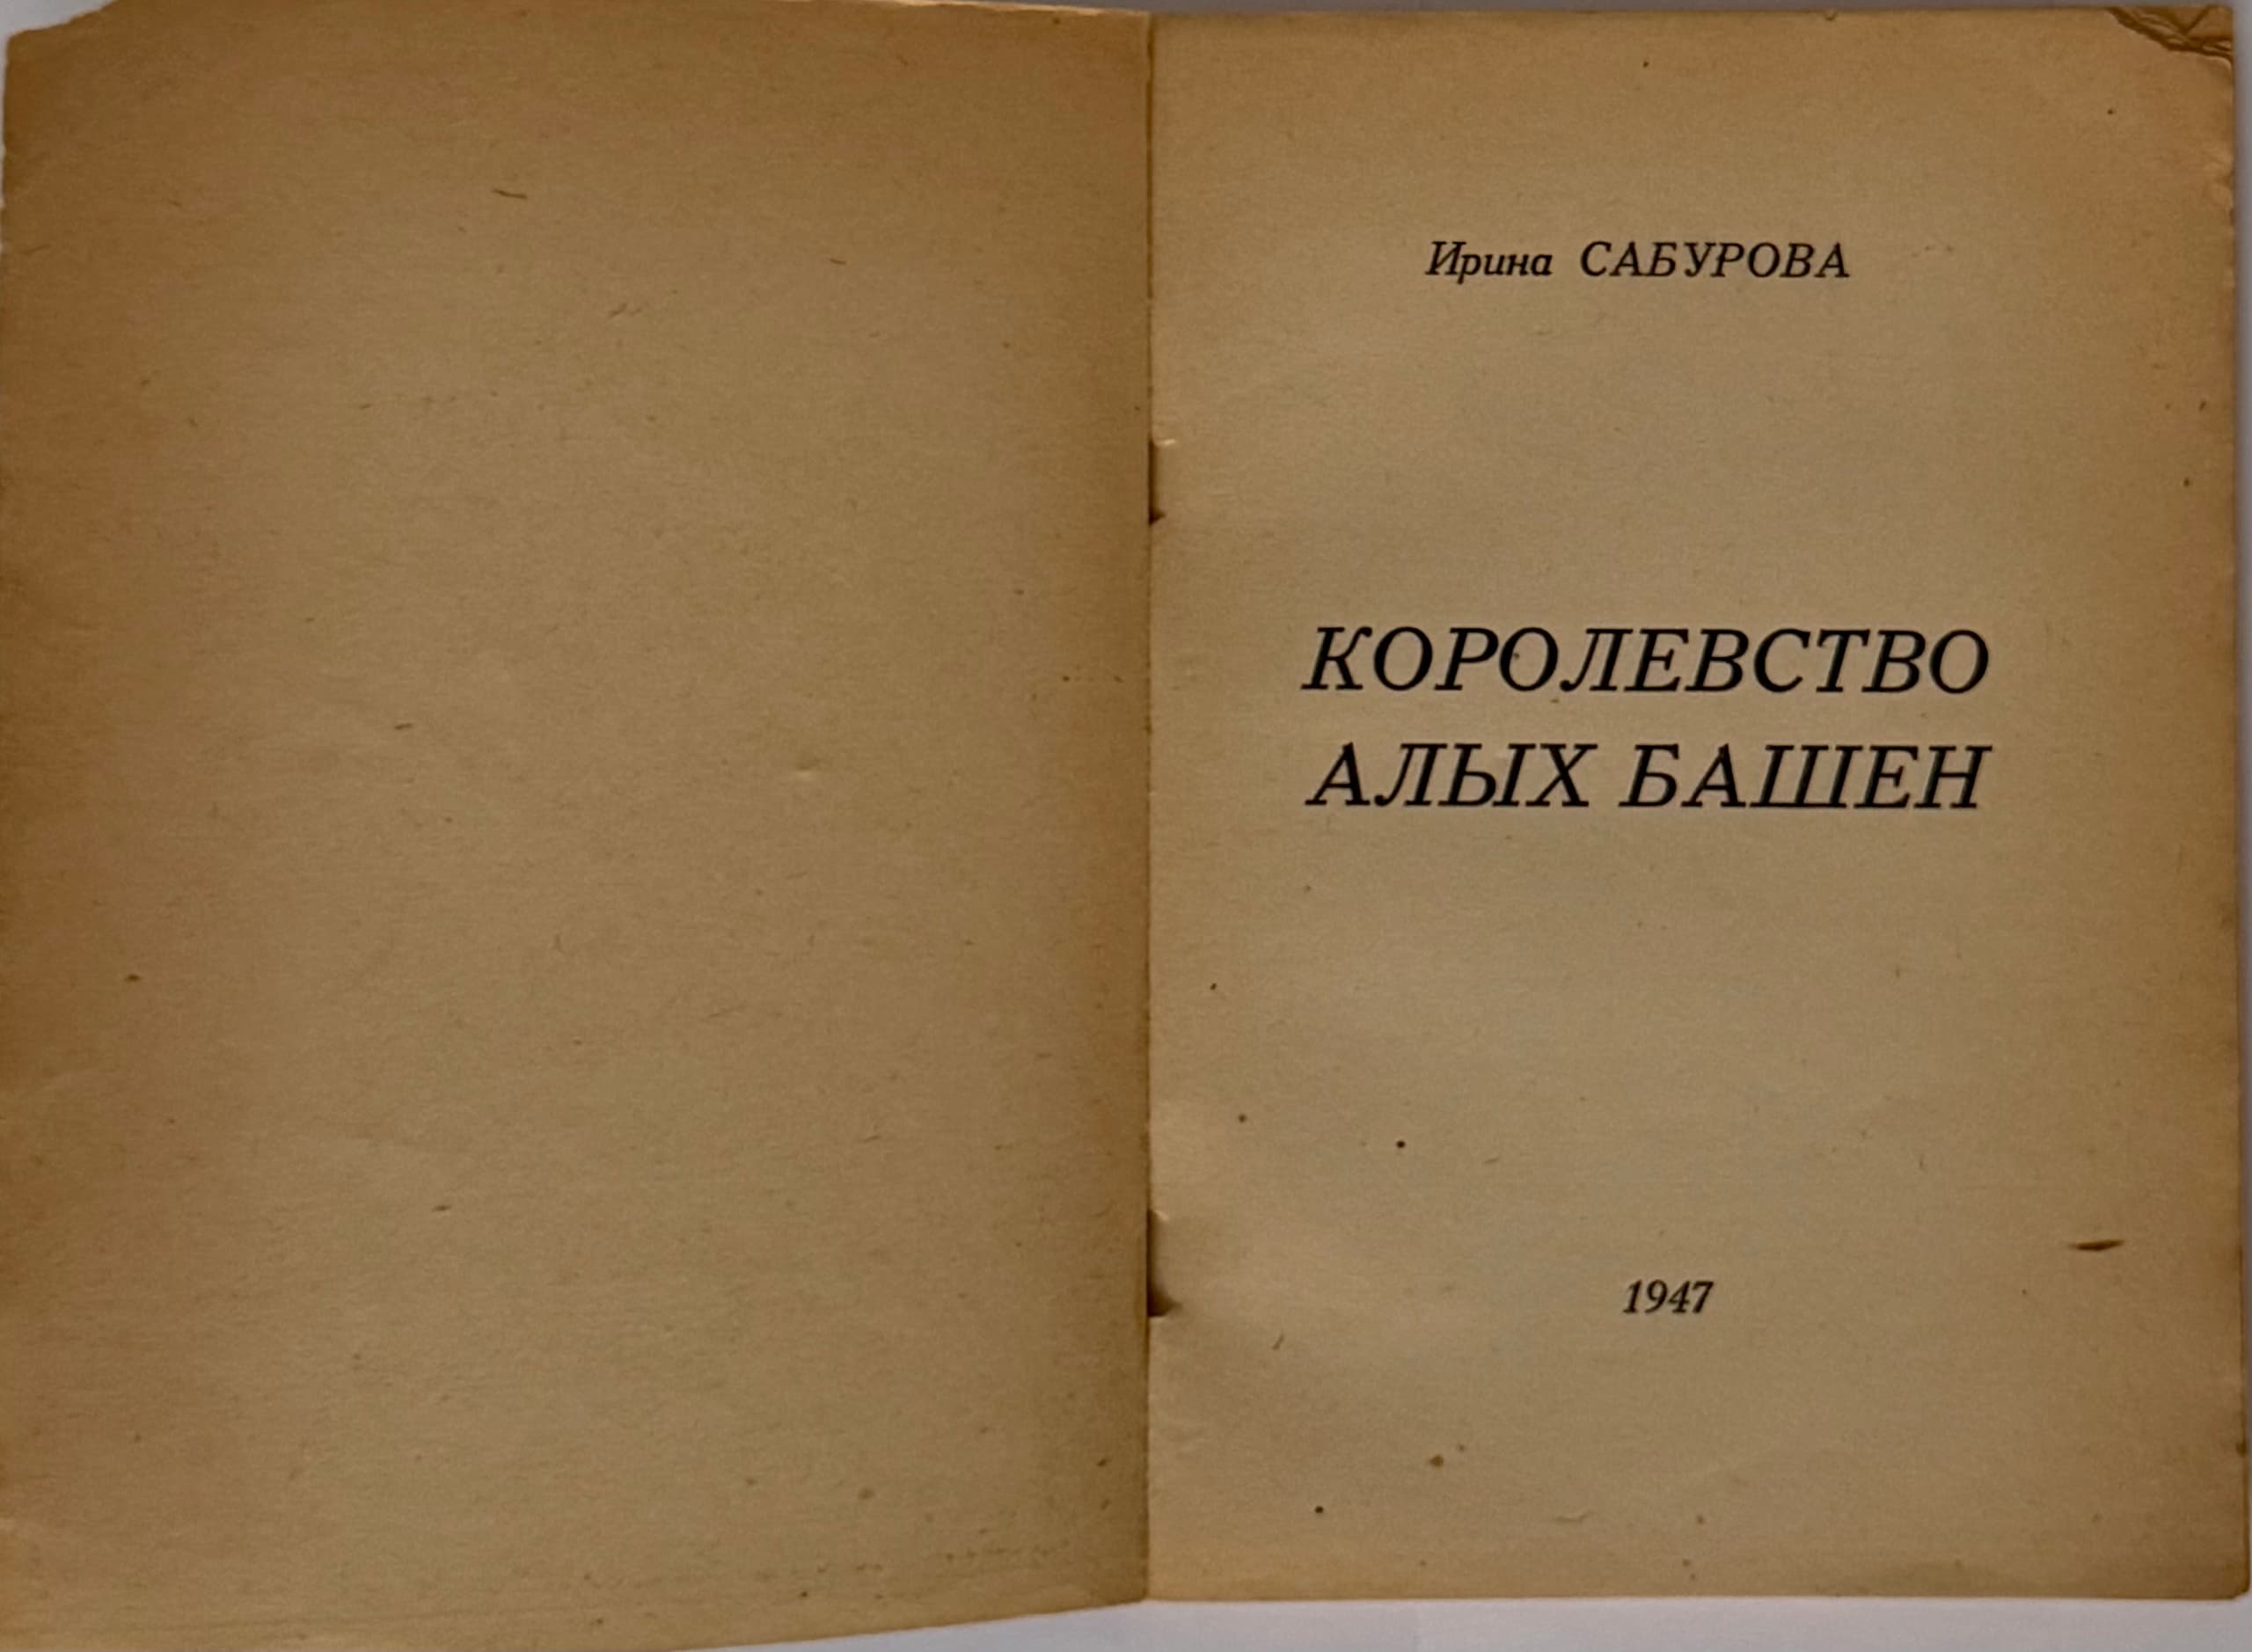 Ирина САБУРОВА
КОРОЛЕВСТВО
АЛЫХ БАШЕН
1947